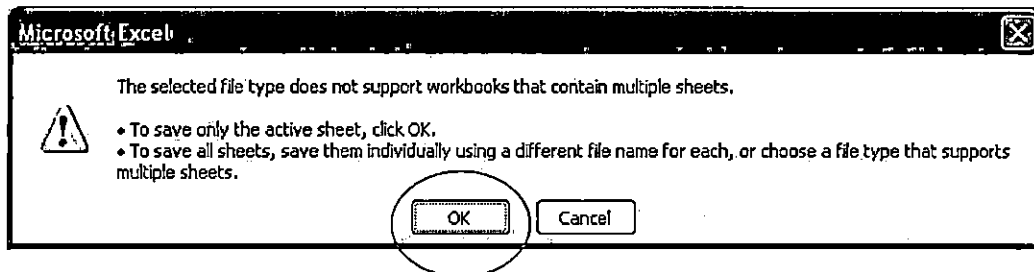 Microsoft Excel
The selected file type does not support workbooks that contain multiple sheets.
• To save only the active sheet, click OK.
• To save all sheets, save them individually using a different file name for each, or choose a file type that supports
multiple sheets.
OK Cancel